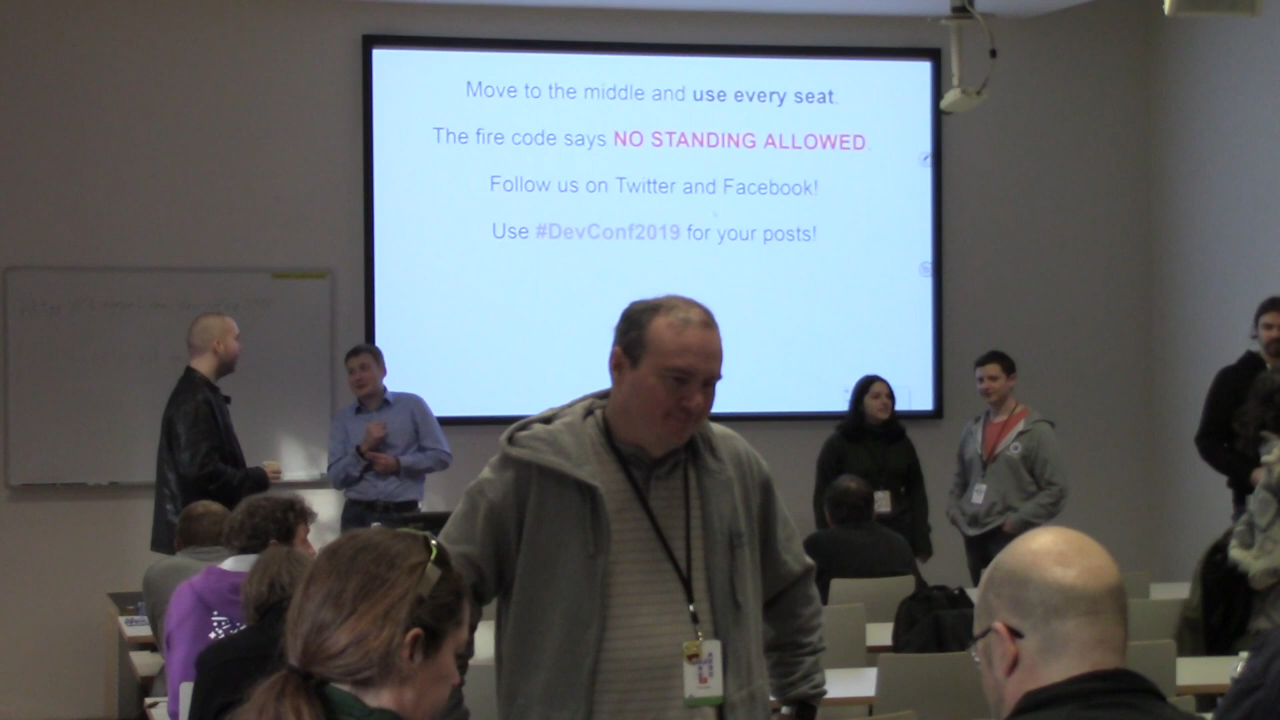 Move to the middle and use every seat.
The fire code says NO STANDING ALLOWED.
Follow us on Twitter and Facebook!
Use #DevConf2019 for your posts!